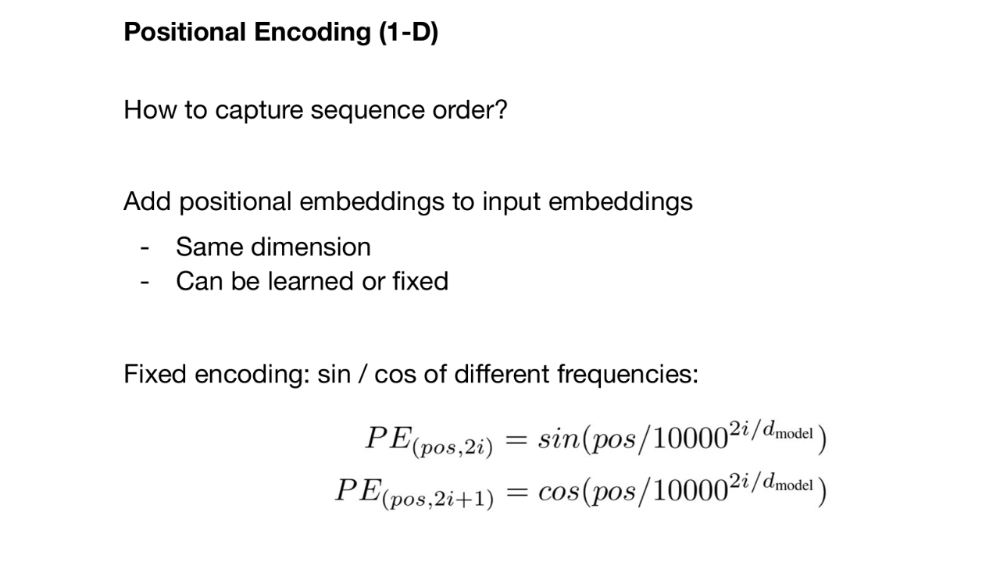 Positional Encoding (1-D)
How to capture sequence order?
Add positional embeddings to input embeddings
- Same dimension
- Can be learned or fixed
Fixed encoding: sin / cos of different frequencies:
$PE_{(pos,2i)} = sin(pos/10000^{2i/d_{\text{model}}})$
$PE_{(pos,2i+1)} = cos(pos/10000^{2i/d_{\text{model}}})$